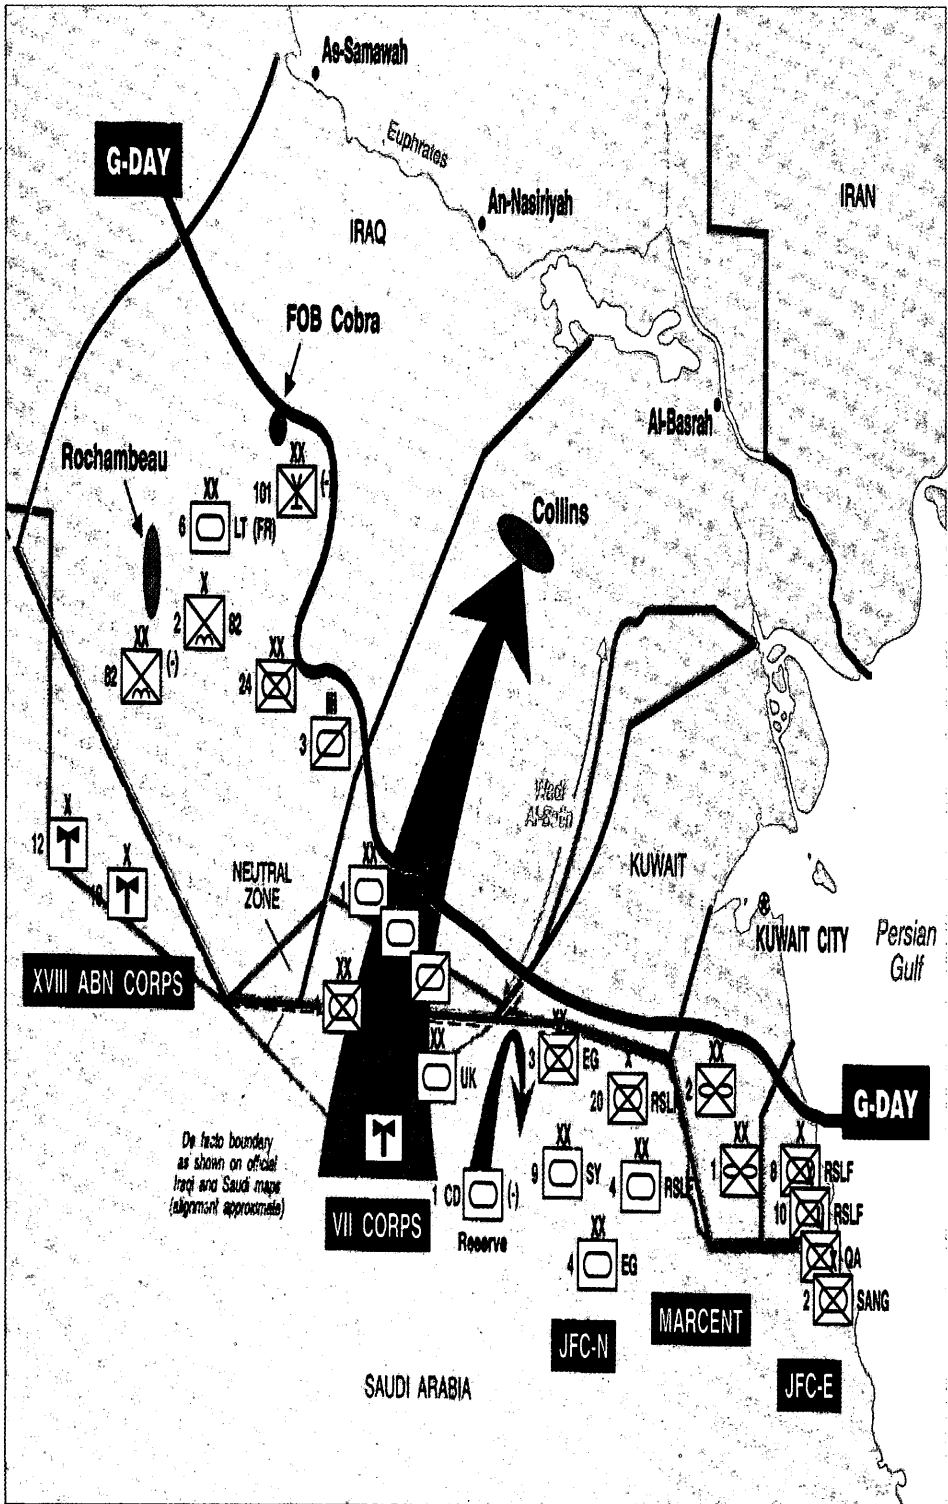 As-Samawah
Euphrates
G-DAY
An-Nasiriyah
IRAN
IRAQ
FOB Cobra
Al-Basrah
Rochambeau
XX
101
(-)
XX
6
LT (FR)
Collins
X
2
82
XX
82
(-)
XX
24
III
3
Wadi
Al-Batin
X
12
X
18
NEUTRAL
ZONE
XX
1
KUWAIT
KUWAIT CITY
Persian
Gulf
XVIII ABN CORPS
XX
XX
UK
XX
3
EG
X
20
RSLF
XX
2
G-DAY
De facto boundary
as shown on official
Iraqi and Saudi maps
(alignment approximate)
VII CORPS
1 CD
(-)
Reserve
XX
9
SY
XX
4
RSLF
XX
1
X
8
RSLF
10
RSLF
X
QA
2
SANG
XX
4
EG
JFC-N
MARCENT
JFC-E
SAUDI ARABIA